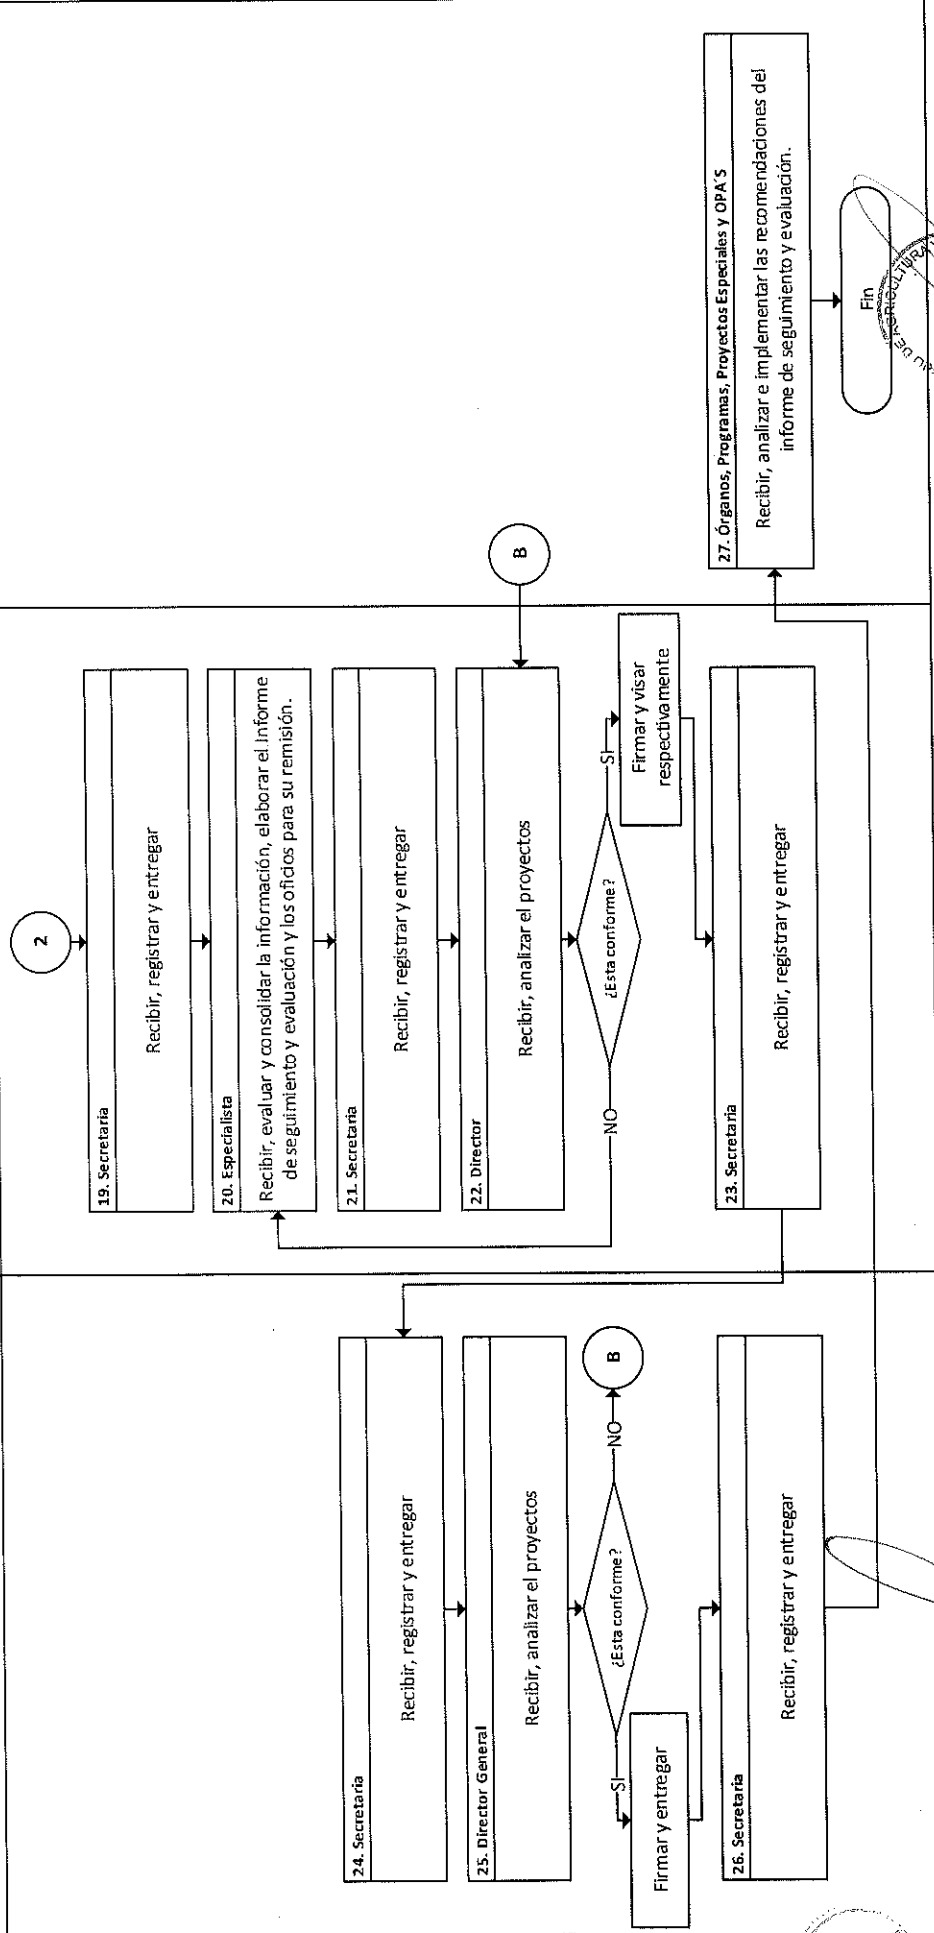 24. Secretaria
Recibir, registrar y entregar
25. Director General
Recibir, analizar el proyectos
¿Esta conforme?
SI
NO
B
Firmar y entregar
26. Secretaria
Recibir, registrar y entregar
2
19. Secretaria
Recibir, registrar y entregar
20. Especialista
Recibir, evaluar y consolidar la información, elaborar el Informe
de seguimiento y evaluación y los oficios para su remisión.
21. Secretaria
Recibir, registrar y entregar
22. Director
Recibir, analizar el proyectos
¿Esta conforme?
NO
SI
Firmar y visar
respectivamente
23. Secretaria
Recibir, registrar y entregar
B
27. Órganos, Programas, Proyectos Especiales y OPA´S
Recibir, analizar e implementar las recomendaciones del
informe de seguimiento y evaluación.
Fin
DE AGRICULTURA